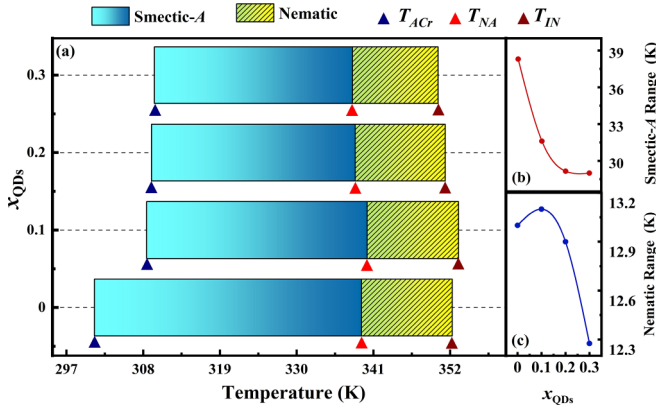 Smectic-A Nematic T_ACr T_NA T_IN
(a)
0.3
0.2
0.1
0
x_QDs
297 308 319 330 341 352
Temperature (K)
(b)
39
36
33
29
Smectic-A Range (K)
(c)
13.2
12.9
12.6
12.3
Nematic Range (K)
0 0.1 0.2 0.3
x_QDs